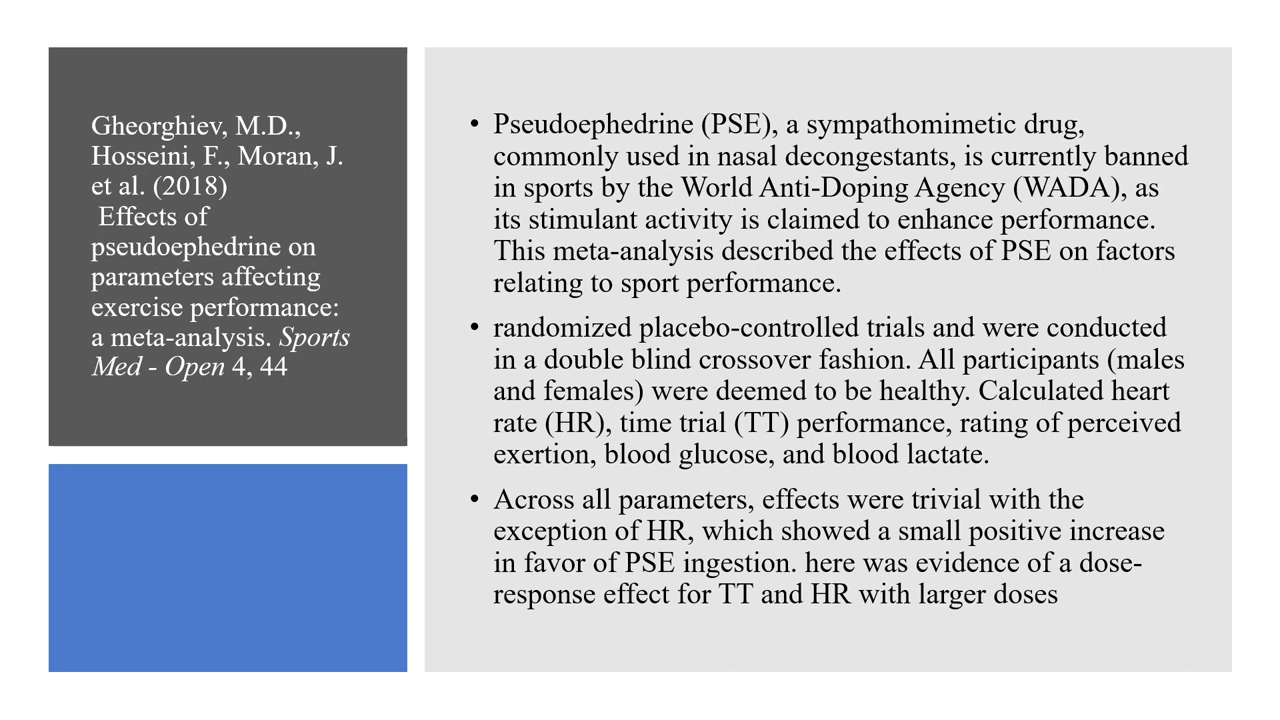 Gheorghiev, M.D.,
Hosseini, F., Moran, J.
et al. (2018)
Effects of
pseudoephedrine on
parameters affecting
exercise performance:
a meta-analysis. Sports
Med - Open 4, 44
• Pseudoephedrine (PSE), a sympathomimetic drug,
commonly used in nasal decongestants, is currently banned
in sports by the World Anti-Doping Agency (WADA), as
its stimulant activity is claimed to enhance performance.
This meta-analysis described the effects of PSE on factors
relating to sport performance.
• randomized placebo-controlled trials and were conducted
in a double blind crossover fashion. All participants (males
and females) were deemed to be healthy. Calculated heart
rate (HR), time trial (TT) performance, rating of perceived
exertion, blood glucose, and blood lactate.
• Across all parameters, effects were trivial with the
exception of HR, which showed a small positive increase
in favor of PSE ingestion. here was evidence of a dose-
response effect for TT and HR with larger doses